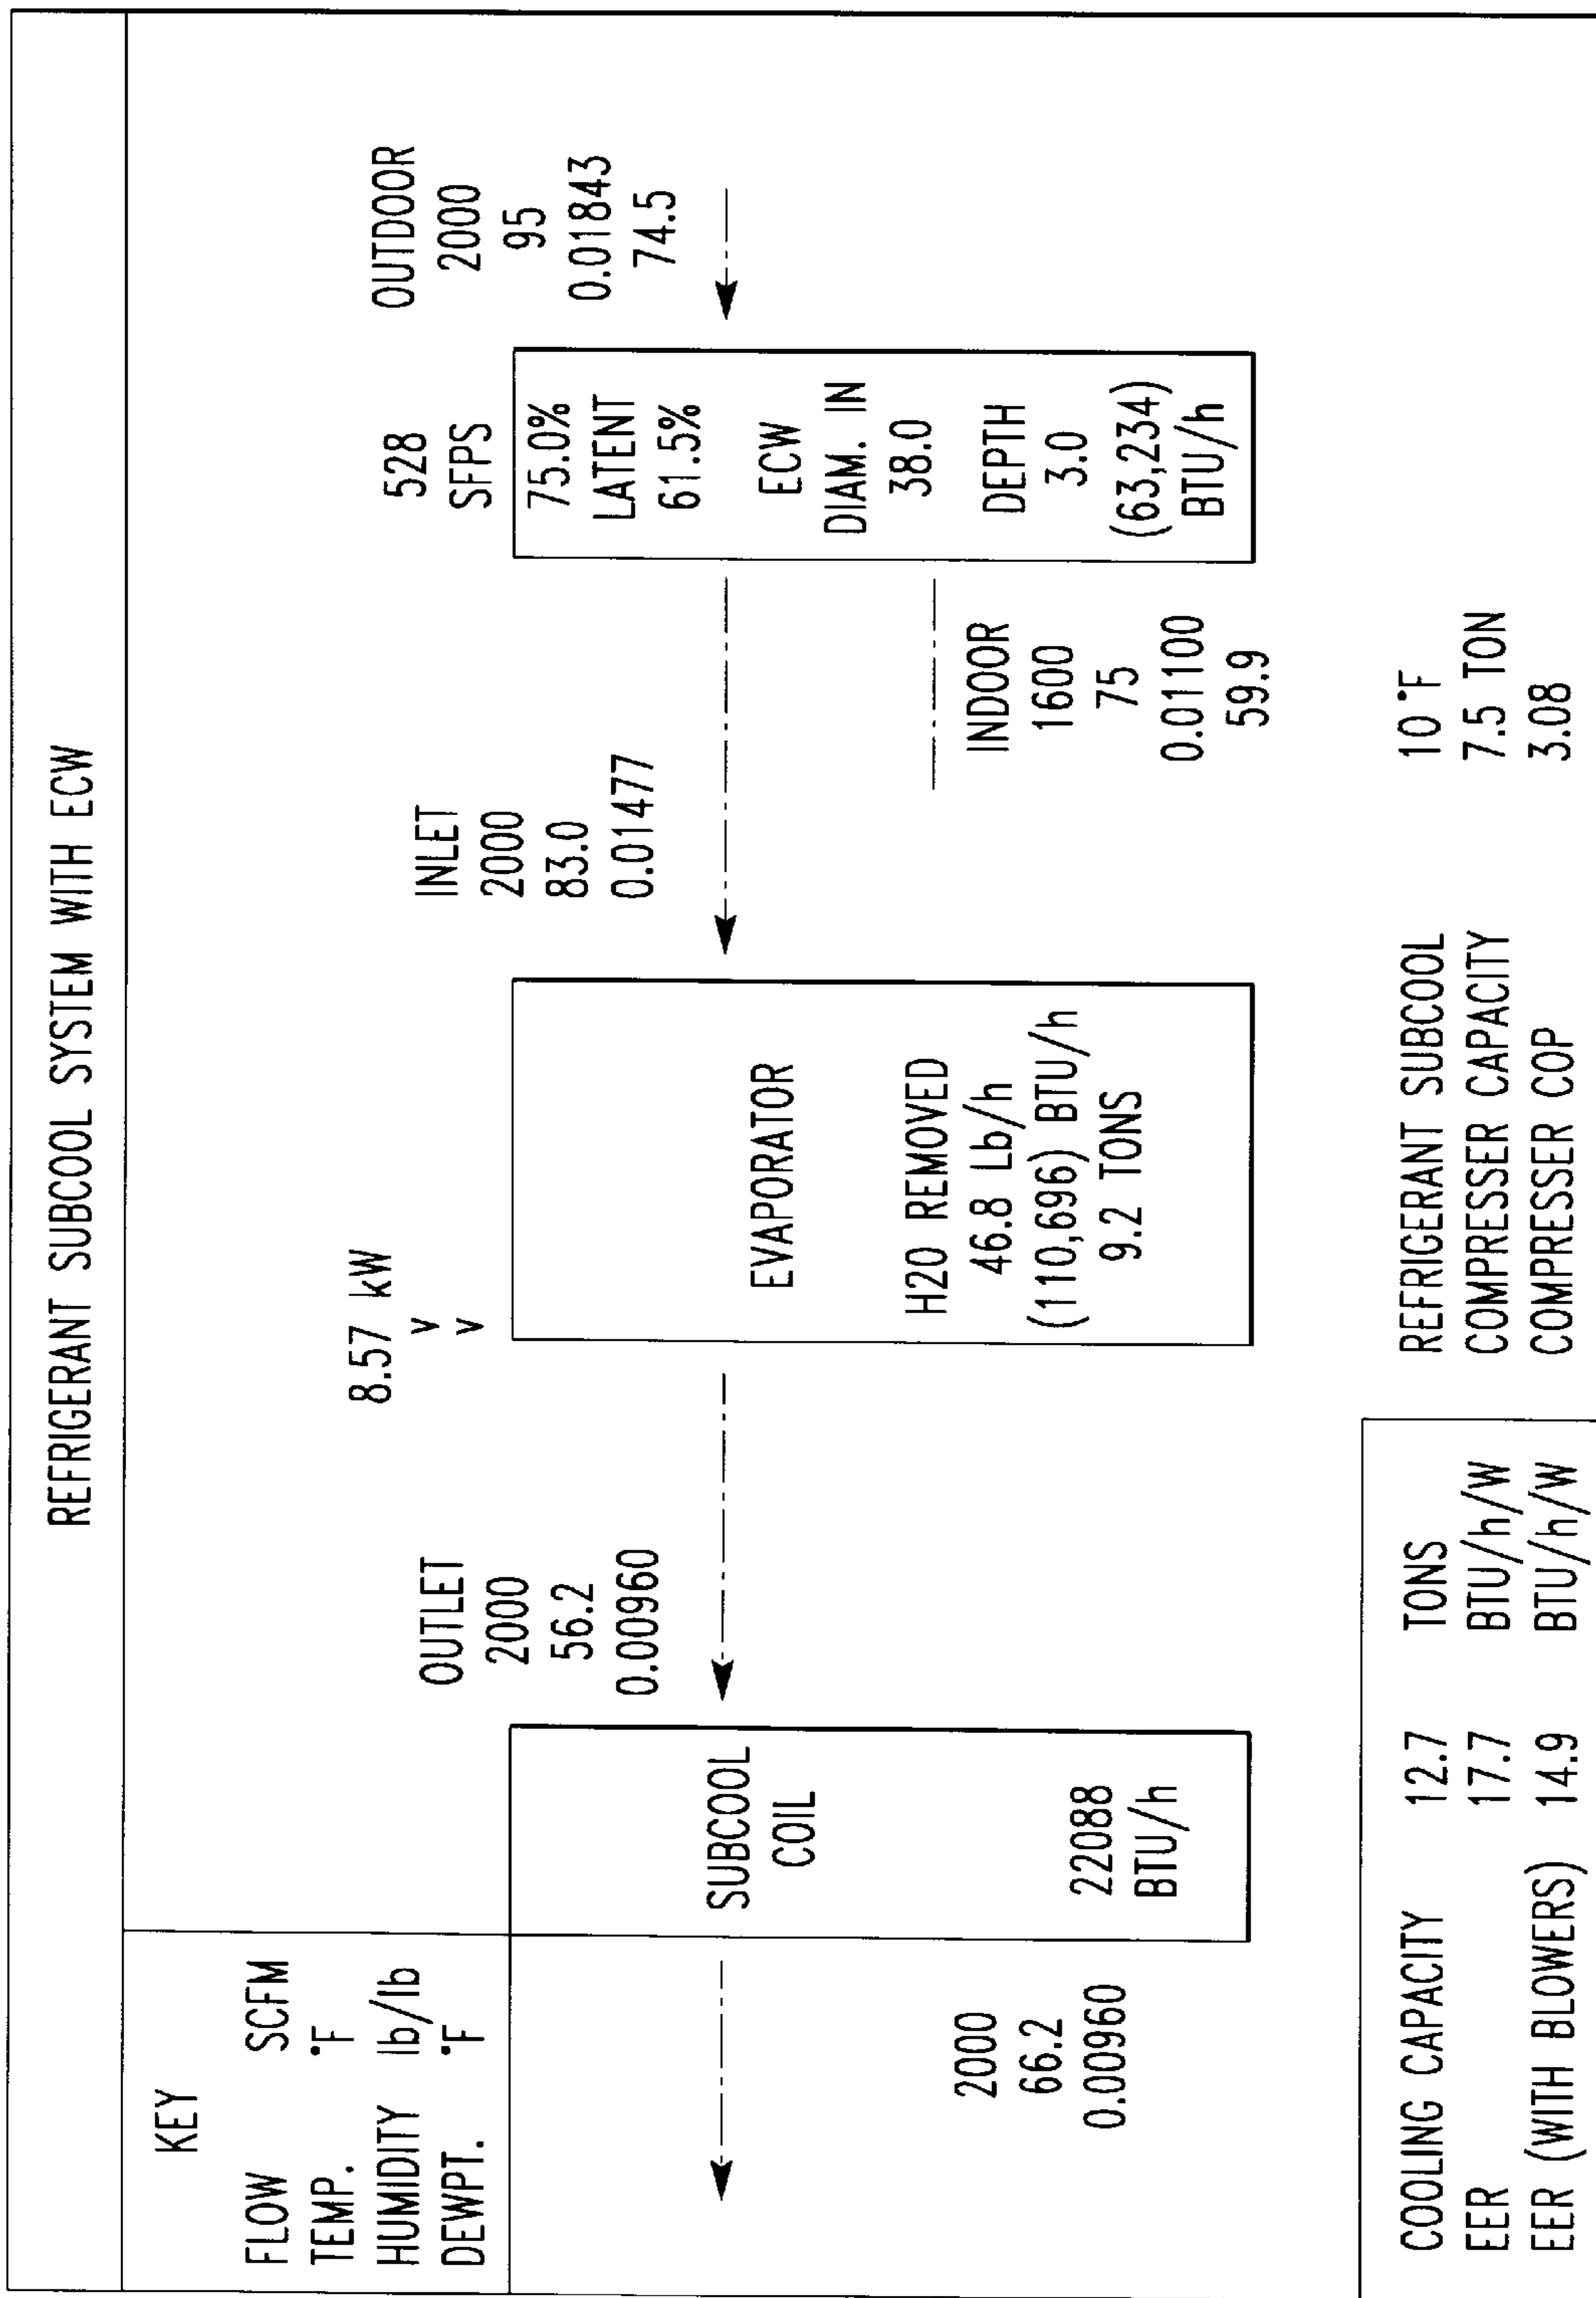 REFRIGERANT SUBCOOL SYSTEM WITH ECW
KEY
FLOW SCFM
TEMP. °F
HUMIDITY lb/lb
DEWPT. °F
2000
66.2
0.00960
SUBCOOL
COIL
22088
BTU/h
OUTLET
2000
56.2
0.00960
8.57 kW
v
v
EVAPORATOR
H2O REMOVED
46.8 Lb/h
(110,696) BTU/h
9.2 TONS
INLET
2000
83.0
0.01477
INDOOR
1600
75
0.01100
59.9
528
SFPS
75.0%
LATENT
61.5%
ECW
DIAM. IN
38.0
DEPTH
3.0
(63,234)
BTU/h
OUTDOOR
2000
95
0.01843
74.5
COOLING CAPACITY 12.7 TONS
EER 17.7 BTU/h/W
EER (WITH BLOWERS) 14.9 BTU/h/W
REFRIGERANT SUBCOOL 10°F
COMPRESSER CAPACITY 7.5 TON
COMPRESSER COP 3.08